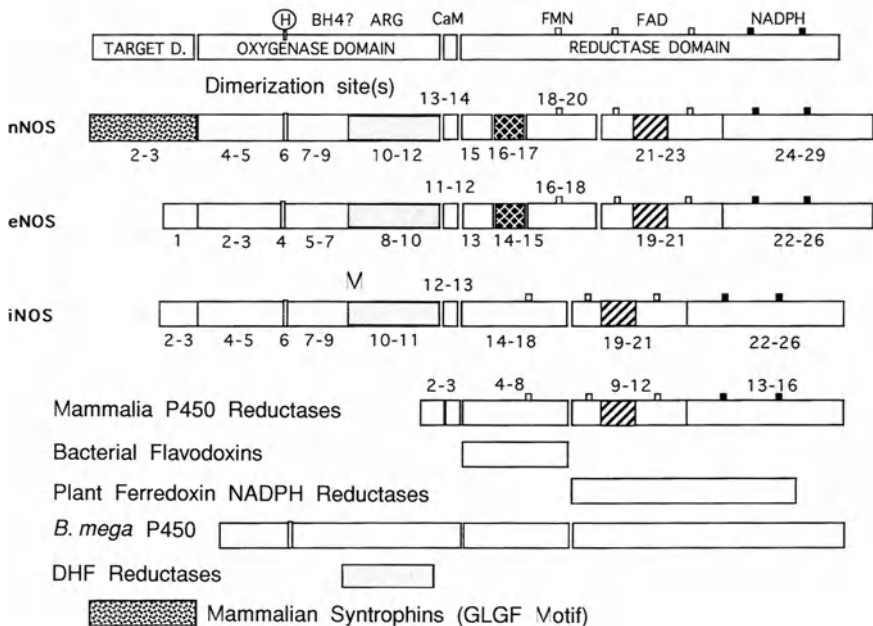 H BH4? ARG CaM FMN FAD NADPH
TARGET D. OXYGENASE DOMAIN REDUCTASE DOMAIN
Dimerization site(s)
13-14 18-20
nNOS
2-3 4-5 6 7-9 10-12 15 16-17 21-23 24-29
11-12 16-18
eNOS
1 2-3 4 5-7 8-10 13 14-15 19-21 22-26
M 12-13
iNOS
2-3 4-5 6 7-9 10-11 14-18 19-21 22-26
2-3 4-8 9-12 13-16
Mammalia P450 Reductases
Bacterial Flavodoxins
Plant Ferredoxin NADPH Reductases
B. mega P450
DHF Reductases
Mammalian Syntrophins (GLGF Motif)